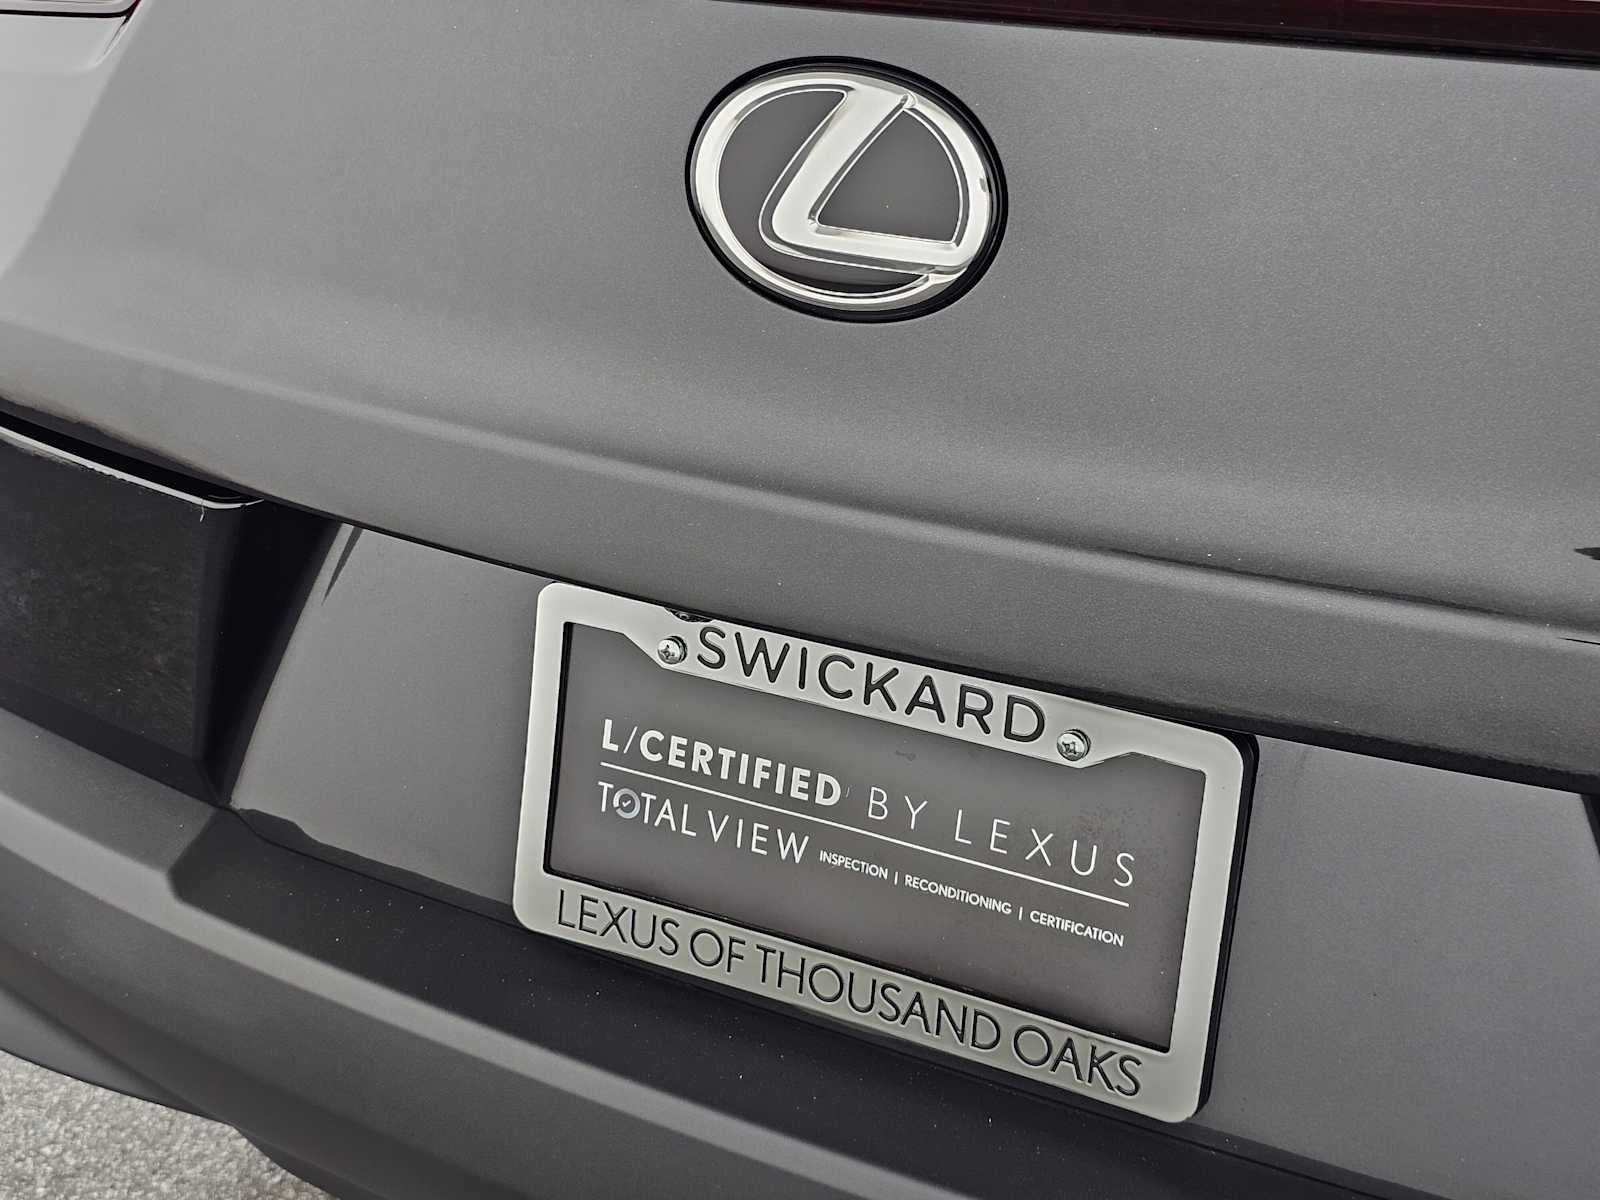 SWICKARD
L/CERTIFIED BY LEXUS
TOTAL VIEW INSPECTION | RECONDITIONING | CERTIFICATION
LEXUS OF THOUSAND OAKS